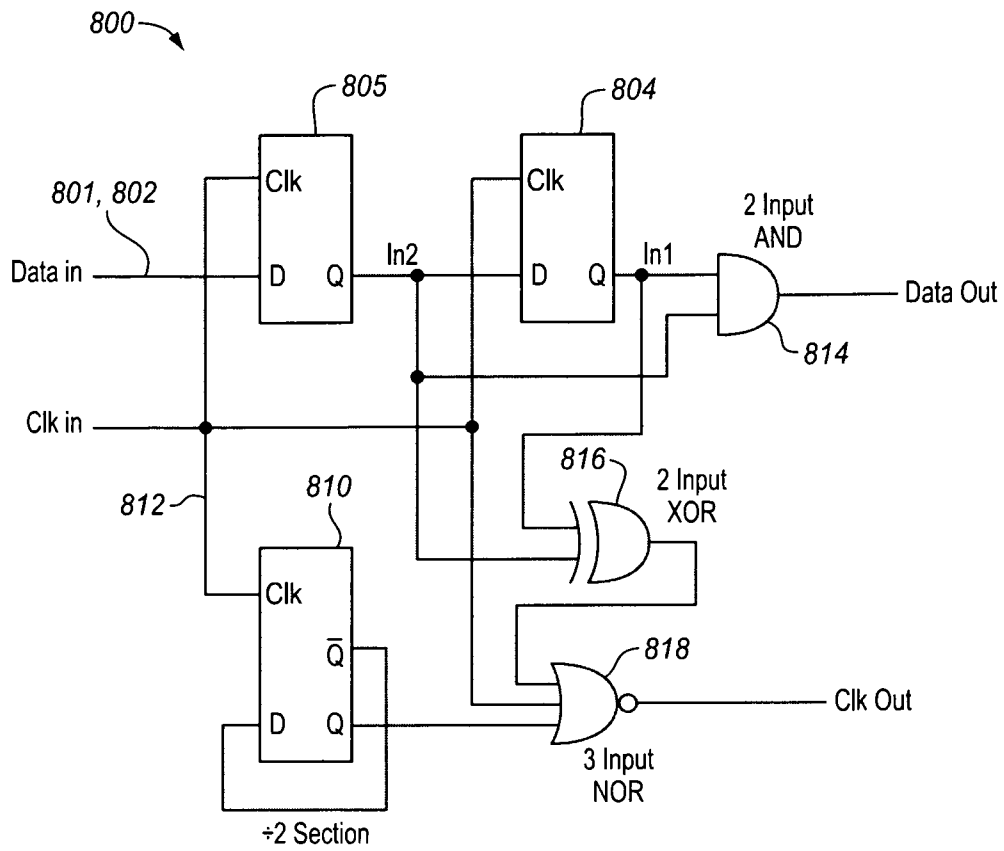 800
805
804
Clk
Clk
801, 802
2 Input
AND
Data in
D
Q
In2
D
Q
In1
Data Out
814
Clk in
816
2 Input
XOR
812
810
Clk
Q̅
818
D
Q
Clk Out
3 Input
NOR
÷2 Section